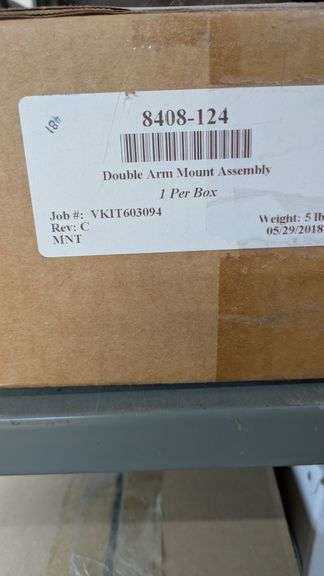 8408-124
Double Arm Mount Assembly
1 Per Box
Job #: VKIT603094
Weight: 5 lb
Rev: C
05/29/2018
MNT